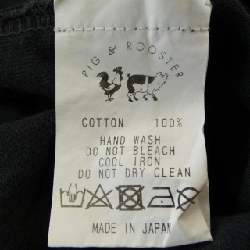 PIG & ROOSTER
COTTON 100%
HAND WASH
DO NOT BLEACH
COOL IRON
DO NOT DRY CLEAN
MADE IN JAPAN